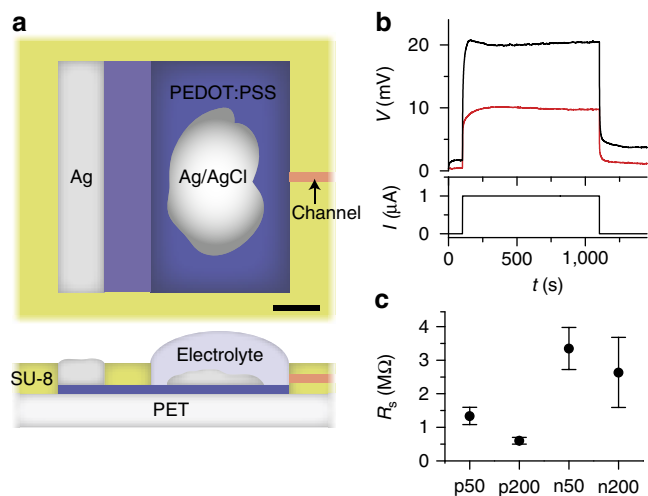 a
PEDOT:PSS
Ag
Ag/AgCl
Channel
Electrolyte
SU-8
PET
b
20
10
0
V (mV)
1
0
I (µA)
0
500
1,000
t (s)
c
4
3
2
1
0
Rs (MΩ)
p50
p200
n50
n200